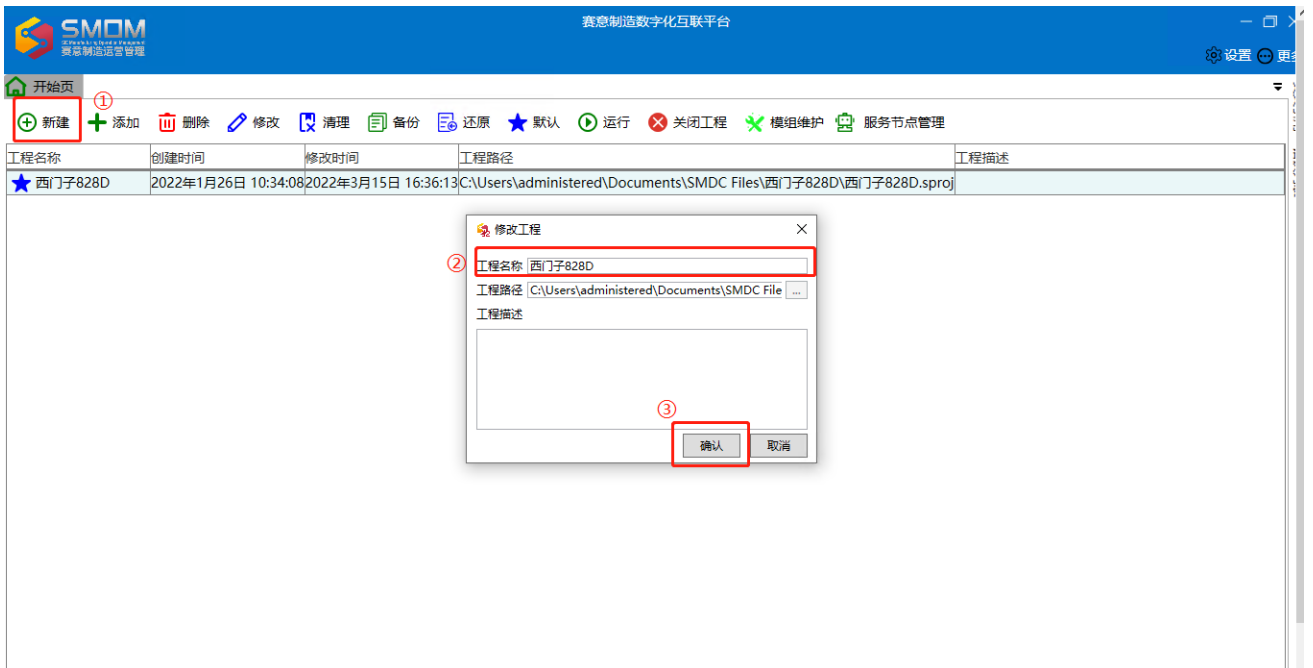 赛意制造数字化互联平台
SMOM
赛意制造运营管理
设置 更多
开始页
①
新建 添加 删除 修改 清理 备份 还原 默认 运行 关闭工程 模组维护 服务节点管理
工程名称 创建时间 修改时间 工程路径 工程描述
西门子828D 2022年1月26日 10:34:08 2022年3月15日 16:36:13 C:\Users\administered\Documents\SMDC Files\西门子828D\西门子828D.sproj
修改工程
② 工程名称 西门子828D
工程路径 C:\Users\administered\Documents\SMDC File ...
工程描述
③
确认 取消